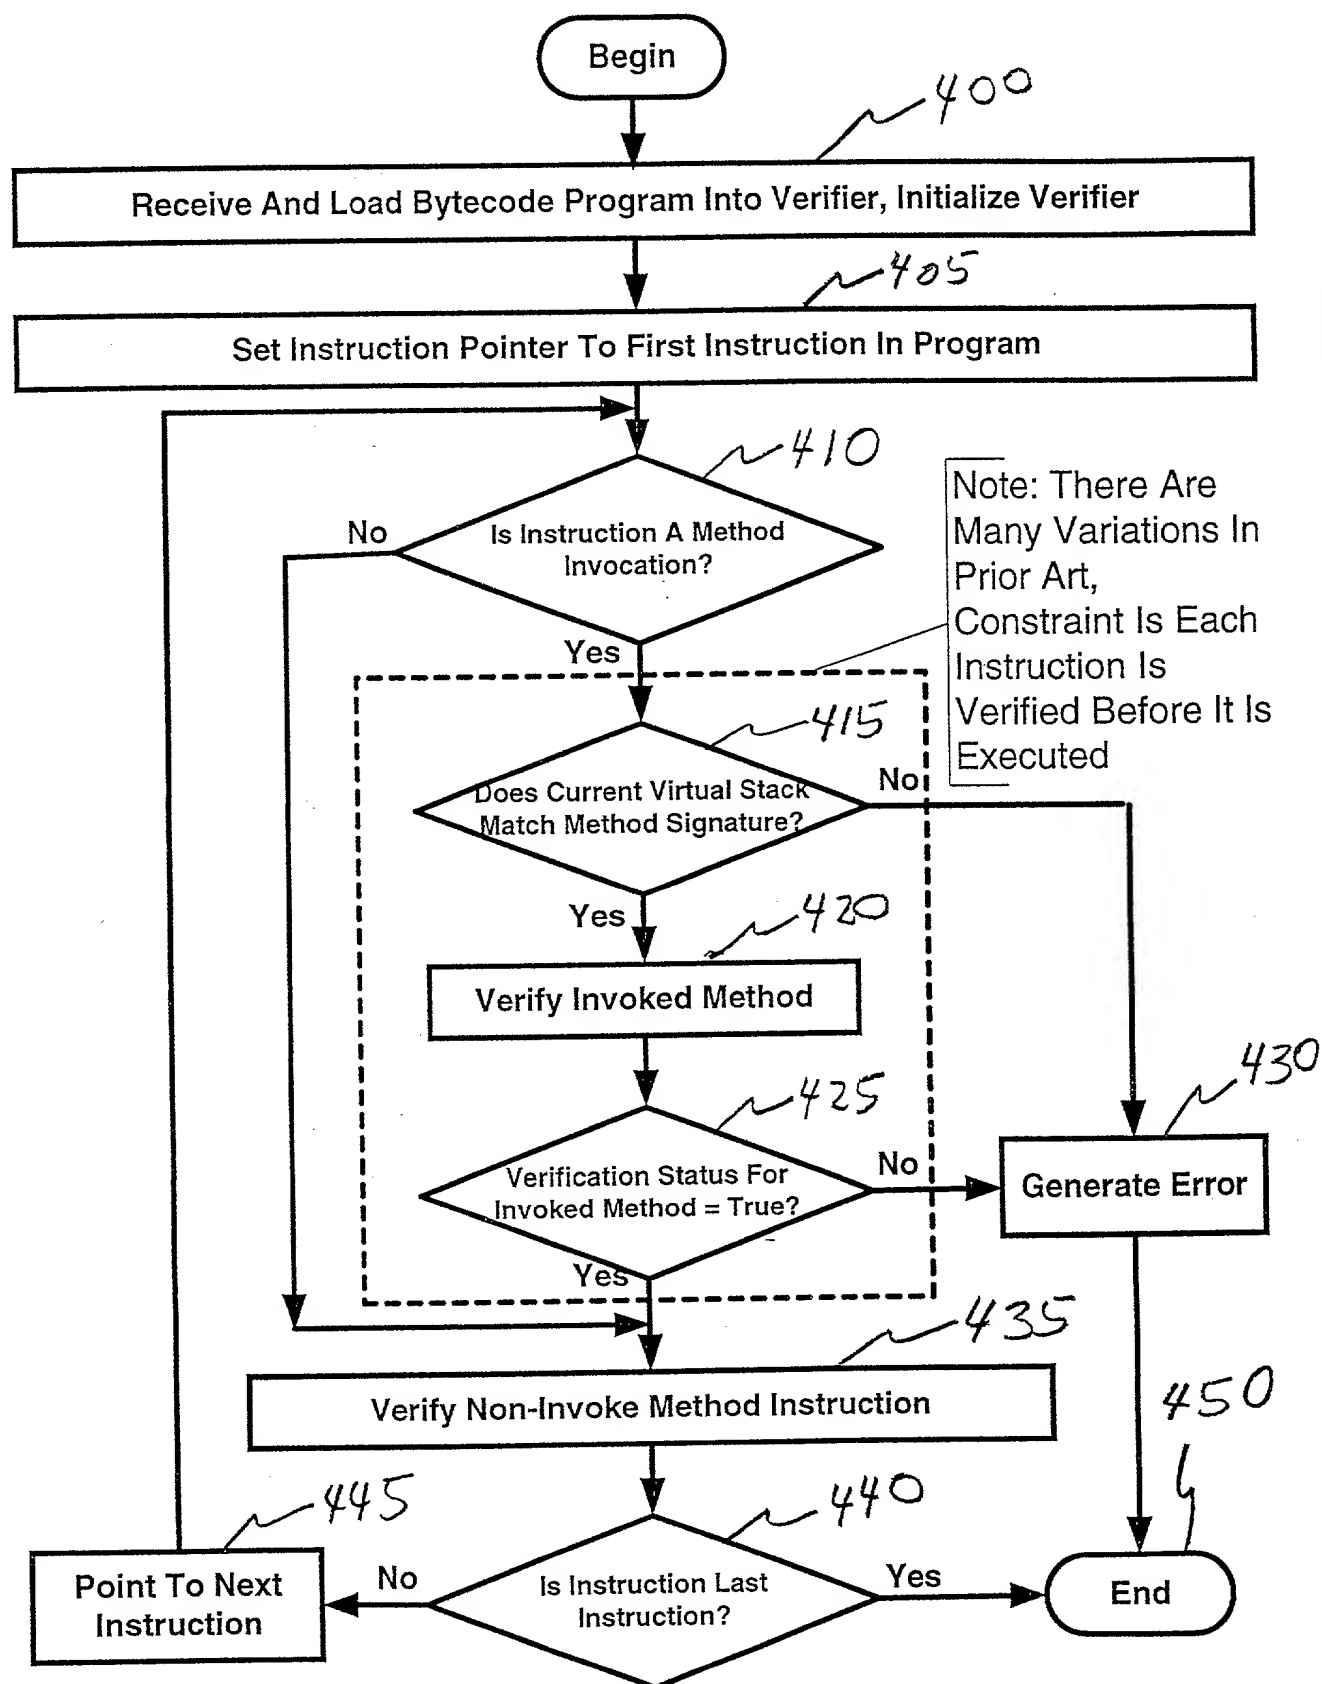 Begin
400
Receive And Load Bytecode Program Into Verifier, Initialize Verifier
405
Set Instruction Pointer To First Instruction In Program
410
Is Instruction A Method
Invocation?
No
Yes
Note: There Are
Many Variations In
Prior Art,
Constraint Is Each
Instruction Is
Verified Before It Is
Executed
415
Does Current Virtual Stack
Match Method Signature?
No
Yes
420
Verify Invoked Method
425
Verification Status For
Invoked Method = True?
No
430
Generate Error
Yes
435
Verify Non-Invoke Method Instruction
450
445
440
Point To Next
Instruction
No
Is Instruction Last
Instruction?
Yes
End